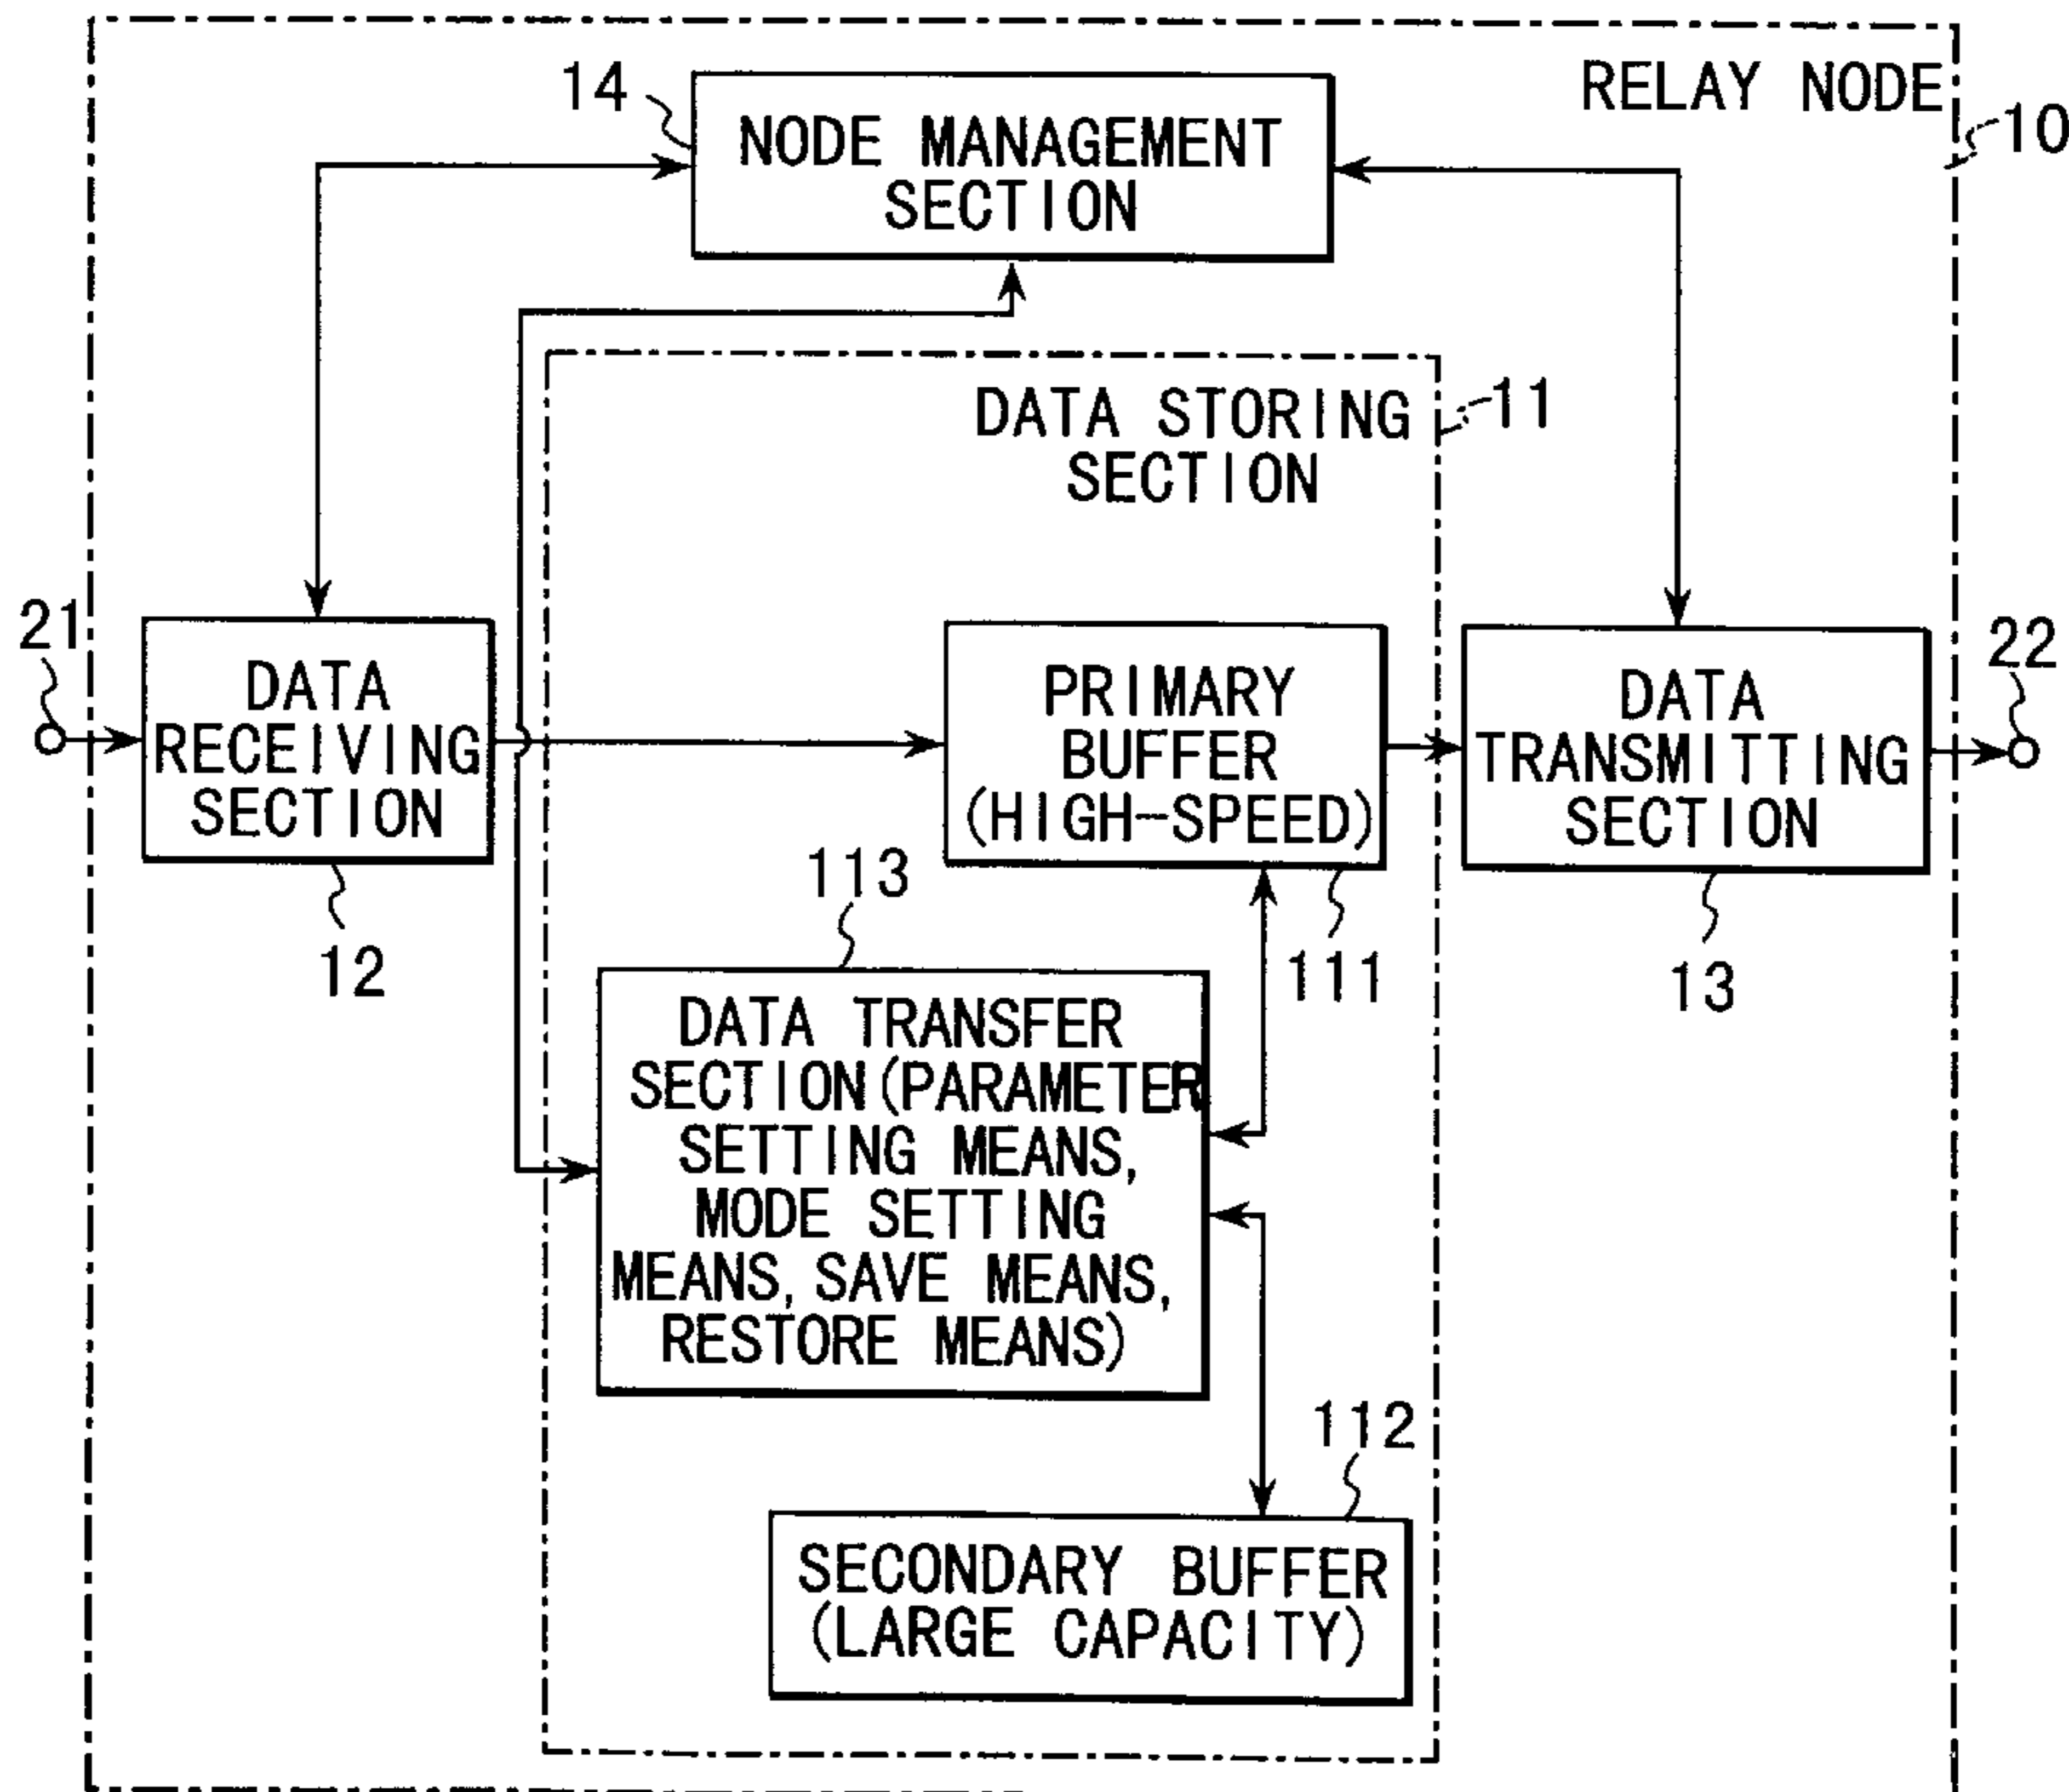 RELAY NODE
10
14
NODE MANAGEMENT
SECTION
DATA STORING
SECTION
11
21
DATA
RECEIVING
SECTION
12
PRIMARY
BUFFER
(HIGH-SPEED)
111
DATA
TRANSMITTING
SECTION
13
22
113
DATA TRANSFER
SECTION(PARAMETER
SETTING MEANS,
MODE SETTING
MEANS, SAVE MEANS,
RESTORE MEANS)
112
SECONDARY BUFFER
(LARGE CAPACITY)